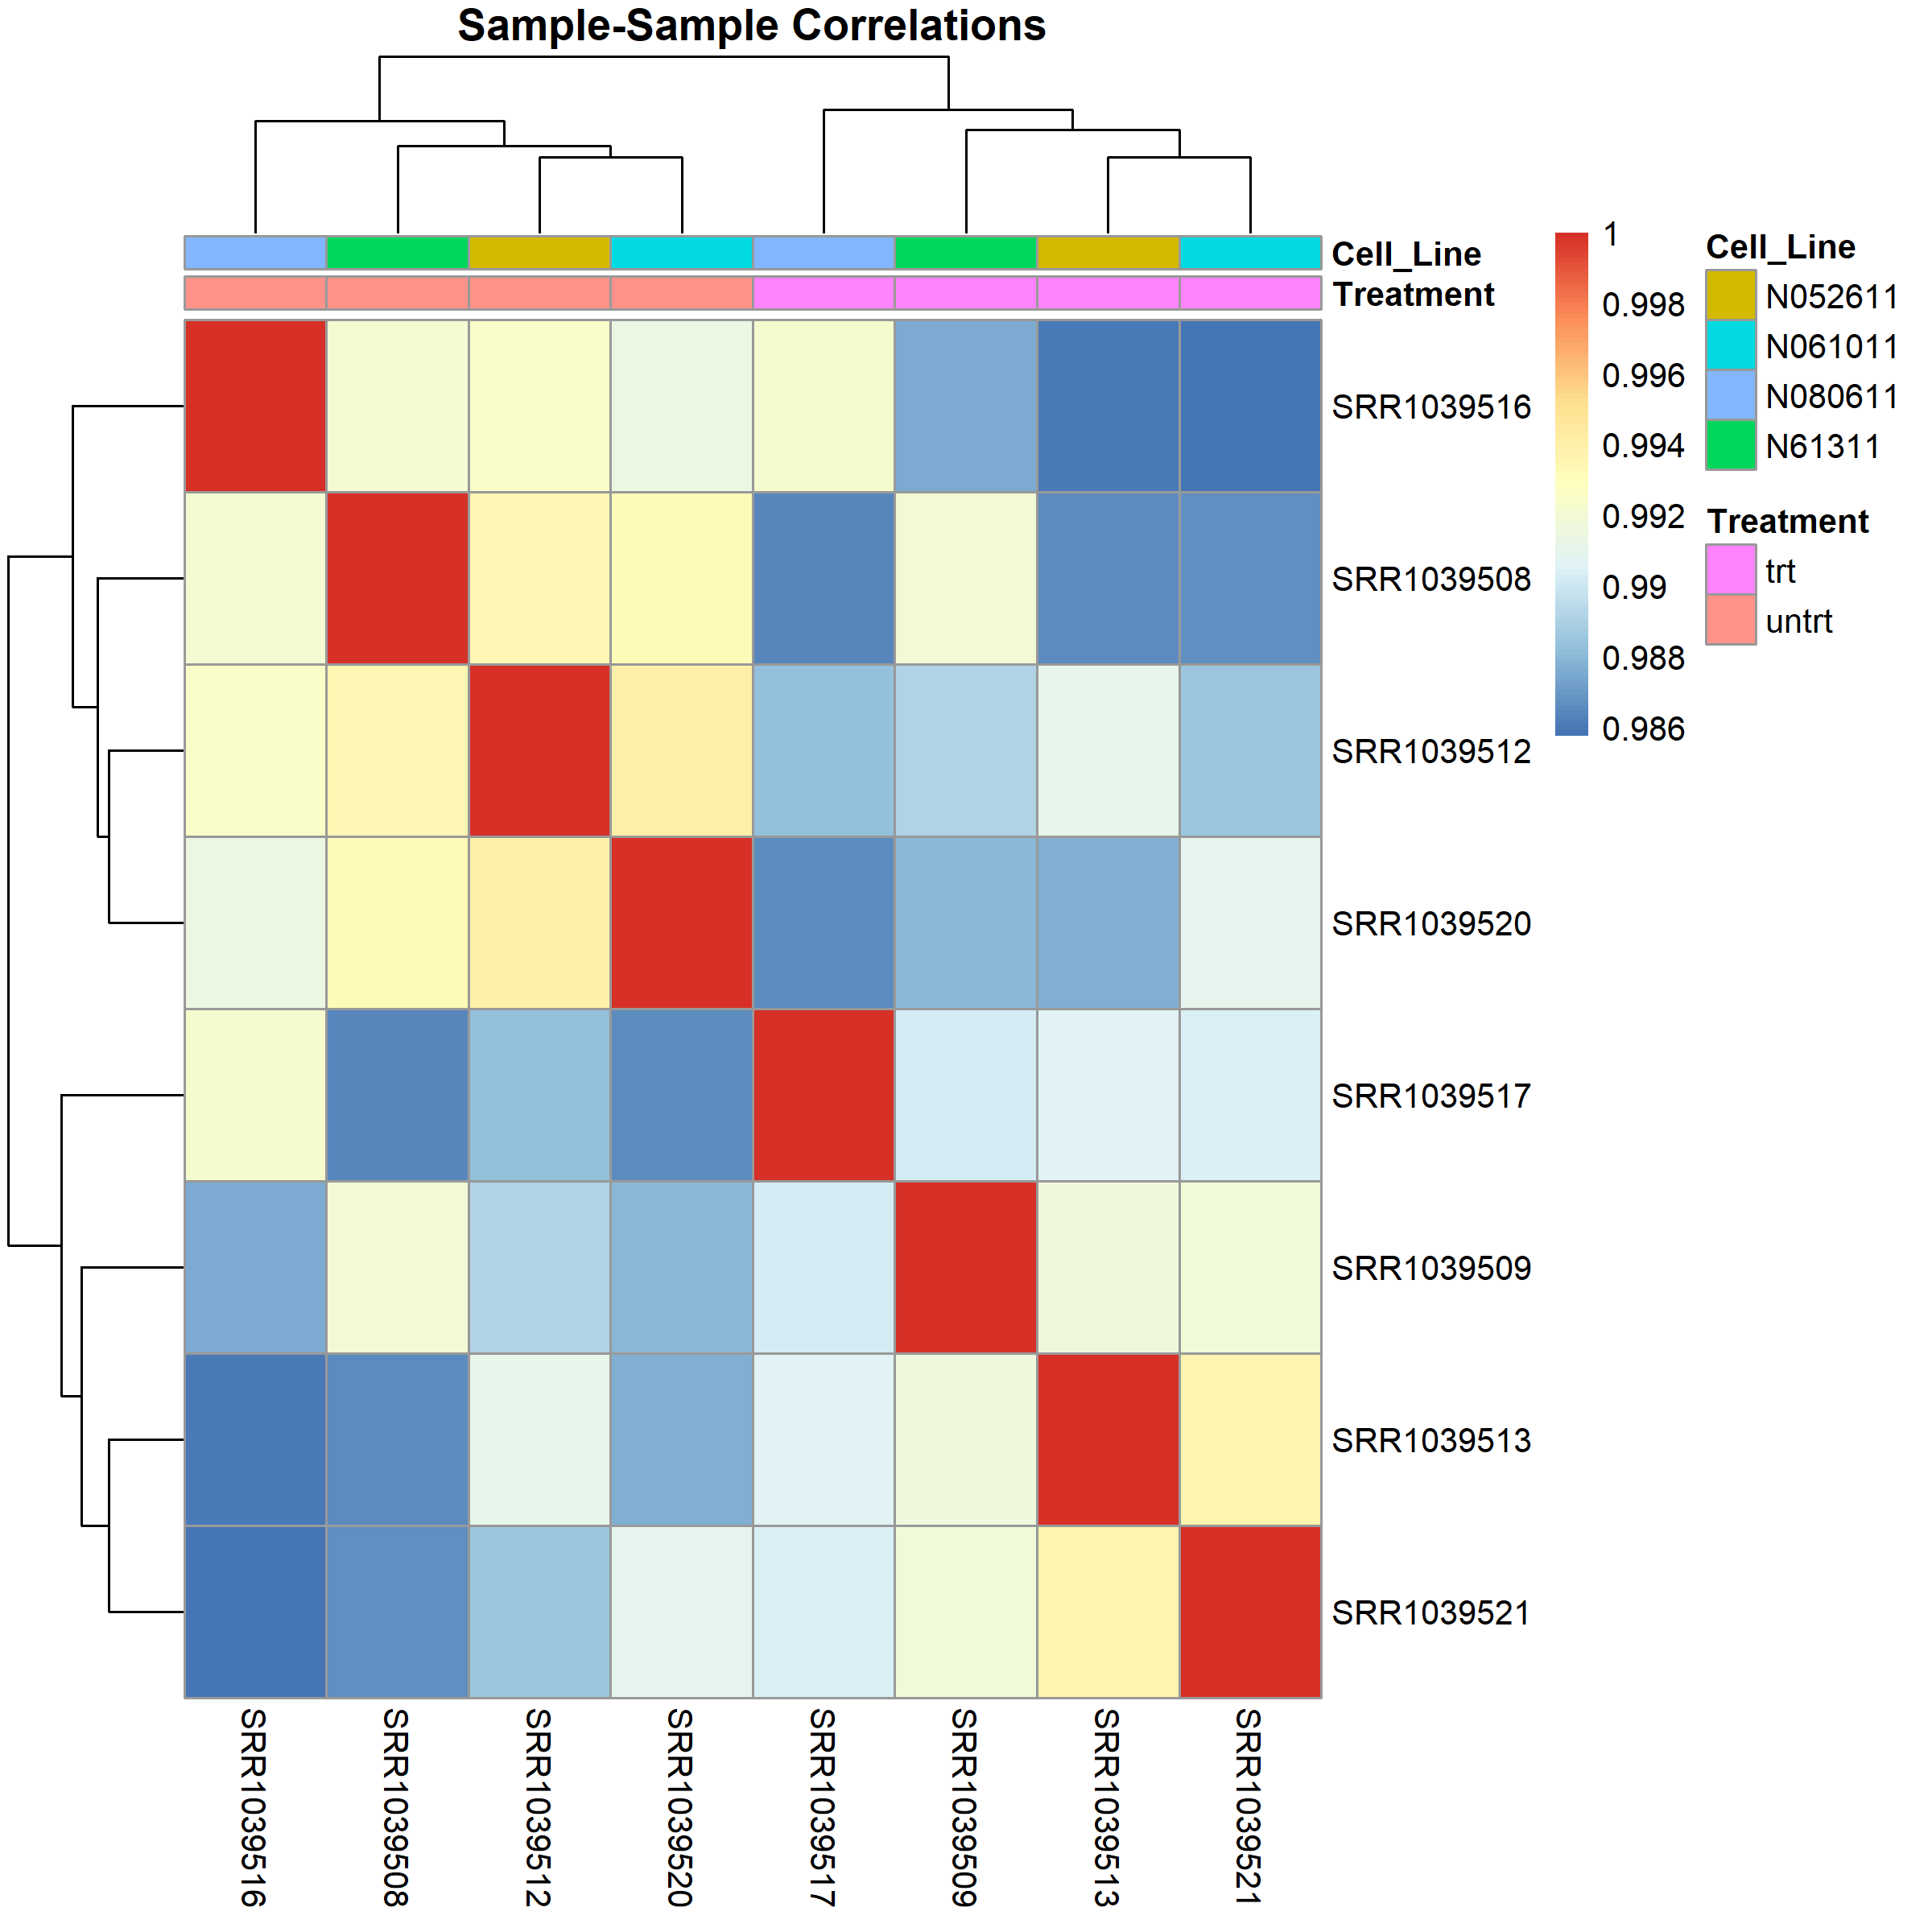 Sample-Sample Correlations
Cell_Line
Treatment
SRR1039516
SRR1039508
SRR1039512
SRR1039520
SRR1039517
SRR1039509
SRR1039513
SRR1039521
1
0.998
0.996
0.994
0.992
0.99
0.988
0.986
Cell_Line
N052611
N061011
N080611
N61311
Treatment
trt
untrt
SRR1039516
SRR1039508
SRR1039512
SRR1039520
SRR1039517
SRR1039509
SRR1039513
SRR1039521